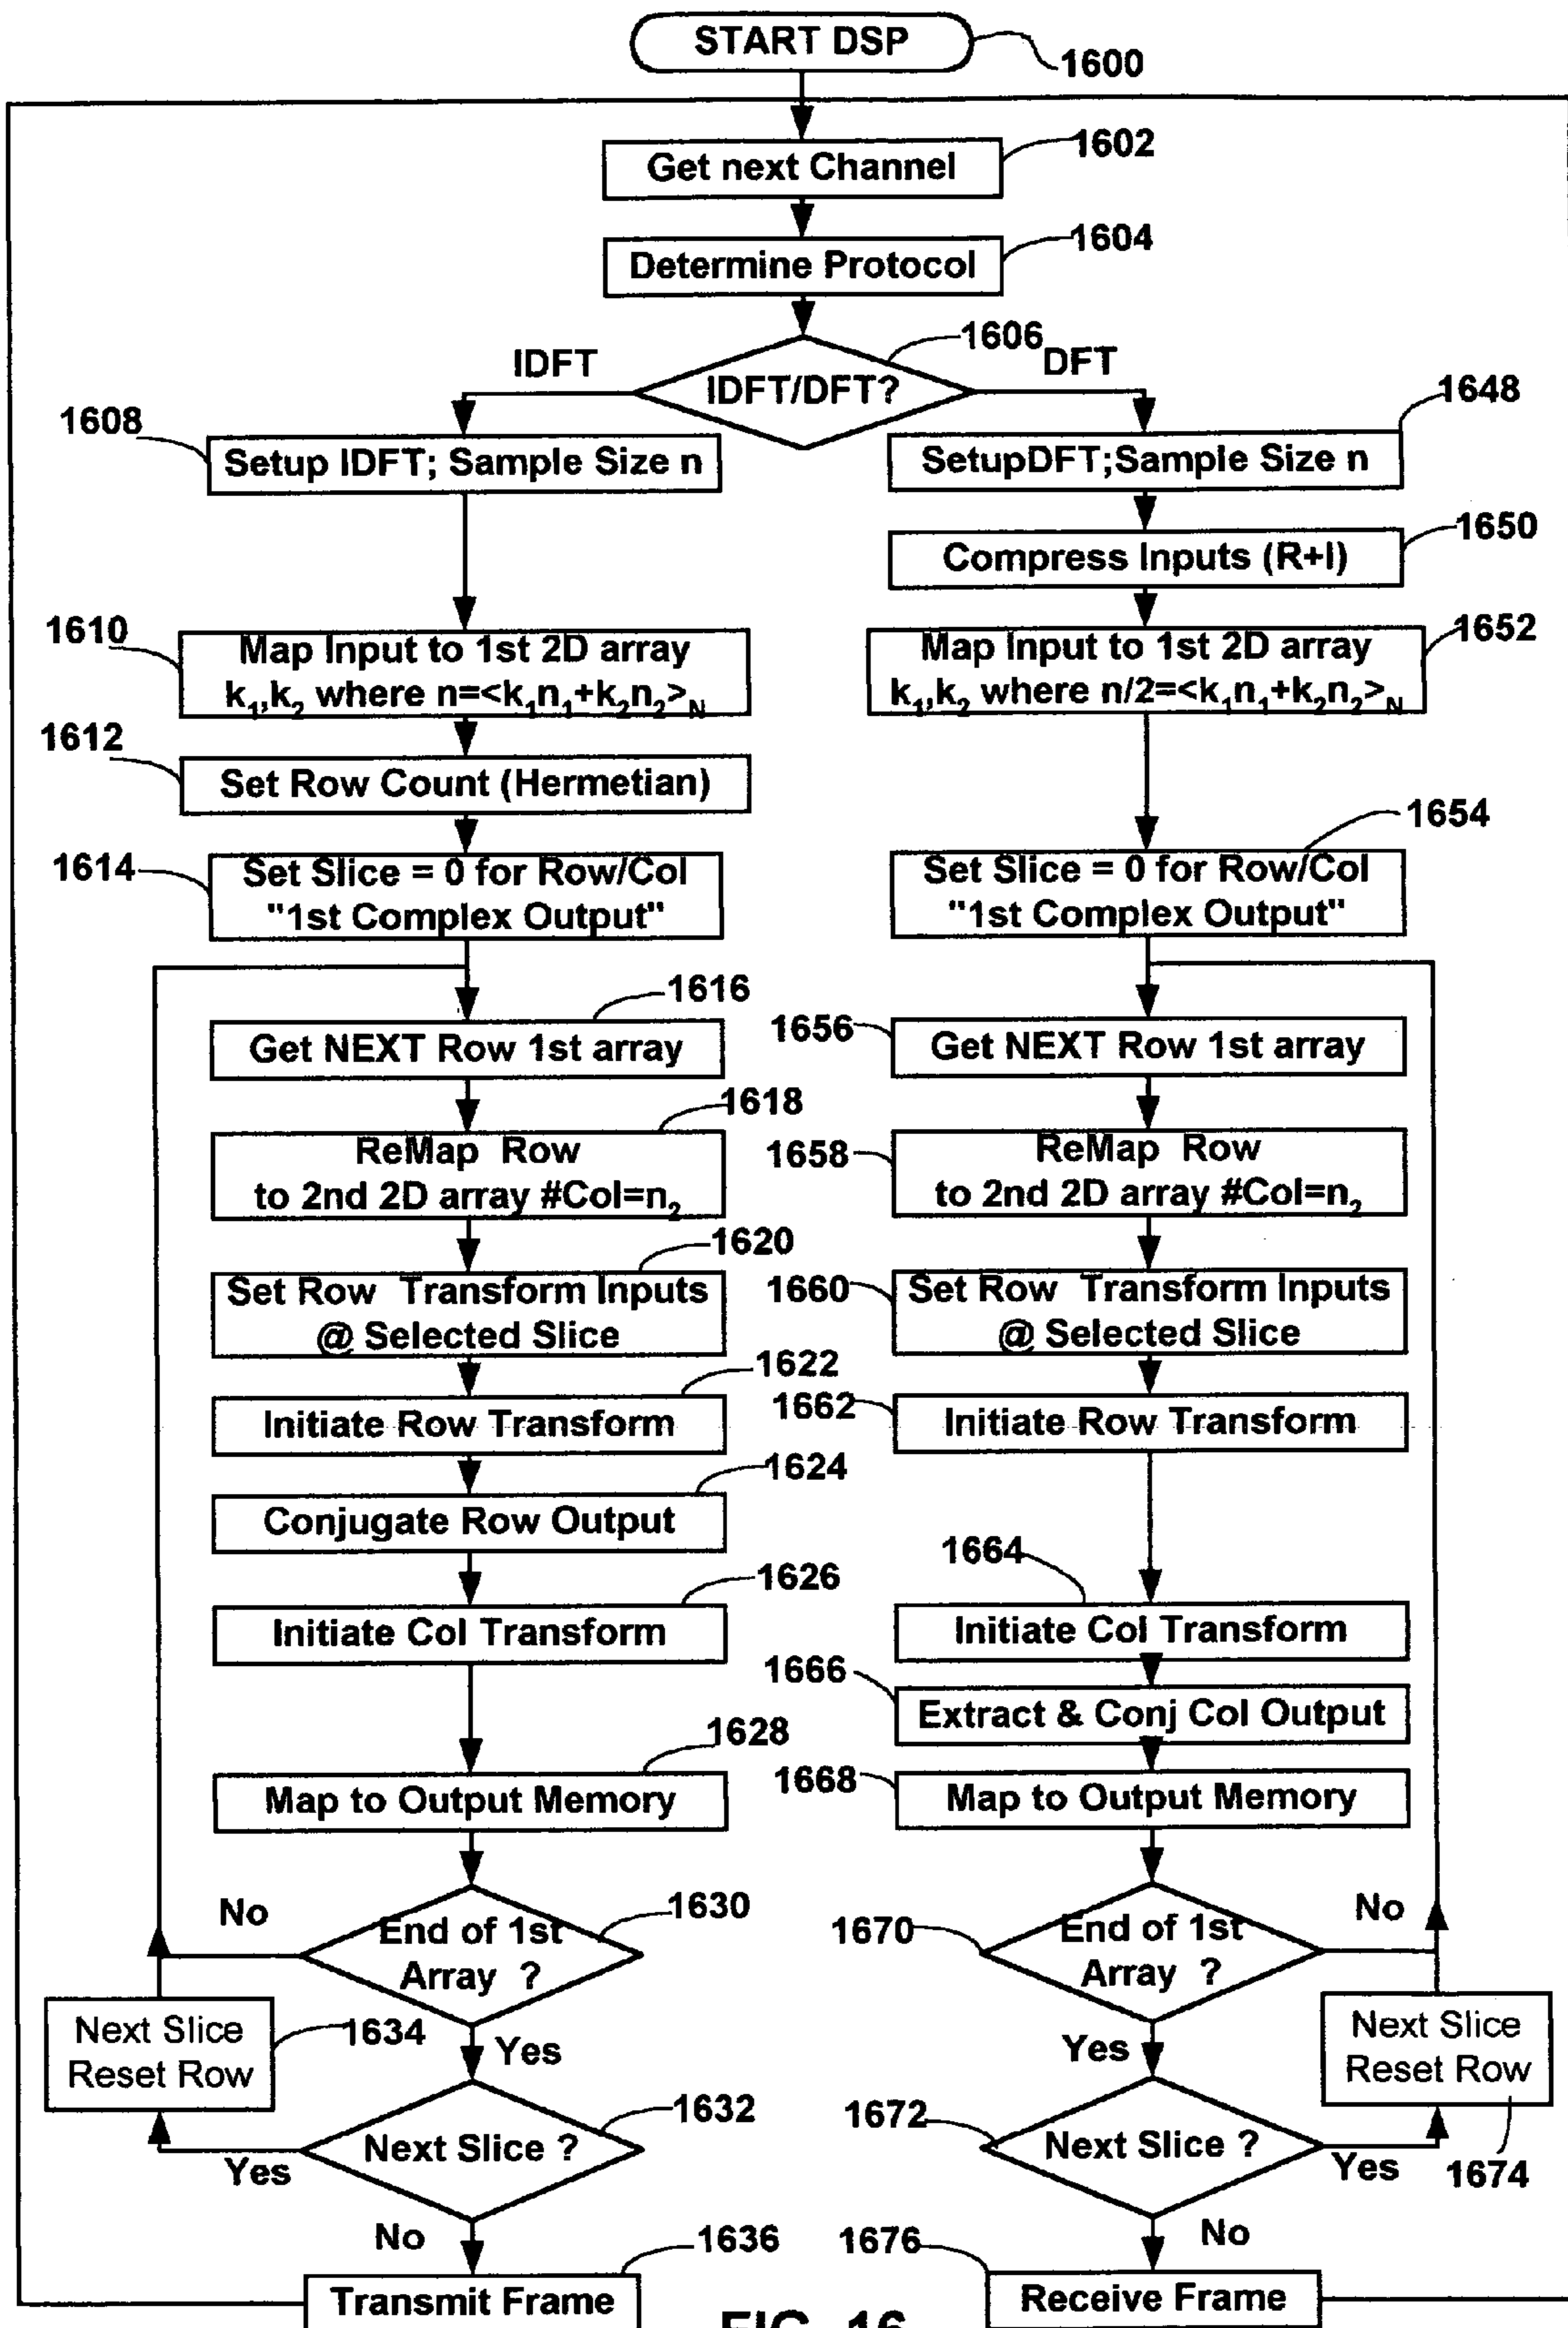 START DSP
1600
Get next Channel
1602
Determine Protocol
1604
IDFT/DFT?
1606
IDFT
DFT
1608
Setup IDFT; Sample Size n
1610
Map Input to 1st 2D array
k₁,k₂ where n=<k₁n₁+k₂n₂>N
1612
Set Row Count (Hermetian)
1614
Set Slice = 0 for Row/Col
"1st Complex Output"
1616
Get NEXT Row 1st array
1618
ReMap Row
to 2nd 2D array #Col=n₂
1620
Set Row Transform Inputs
@ Selected Slice
1622
Initiate Row Transform
1624
Conjugate Row Output
1626
Initiate Col Transform
1628
Map to Output Memory
1630
End of 1st
Array ?
No
Yes
1634
Next Slice
Reset Row
1632
Next Slice ?
Yes
No
1636
Transmit Frame
1648
SetupDFT;Sample Size n
1650
Compress Inputs (R+I)
1652
Map Input to 1st 2D array
k₁,k₂ where n/2=<k₁n₁+k₂n₂>N
1654
Set Slice = 0 for Row/Col
"1st Complex Output"
1656
Get NEXT Row 1st array
1658
ReMap Row
to 2nd 2D array #Col=n₂
1660
Set Row Transform Inputs
@ Selected Slice
1662
Initiate Row Transform
1664
Initiate Col Transform
1666
Extract & Conj Col Output
1668
Map to Output Memory
1670
End of 1st
Array ?
No
Yes
Next Slice
Reset Row
1674
1672
Next Slice ?
Yes
No
1676
Receive Frame
FIG. 16